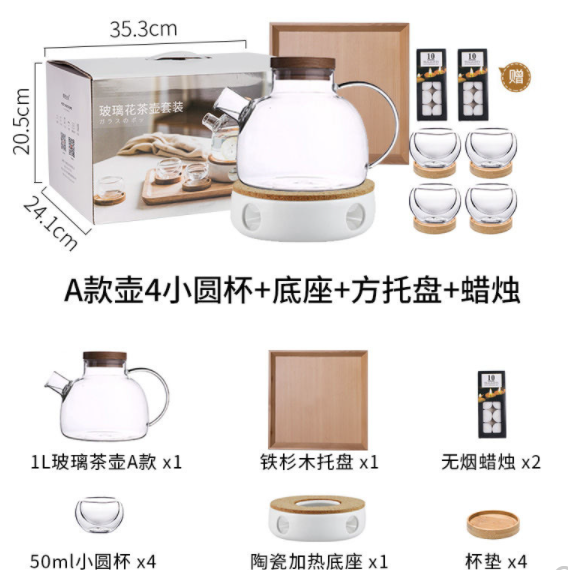 35.3cm
20.5cm
24.1cm
玻璃花茶壶套装
10
10
赠
A款壶4小圆杯+底座+方托盘+蜡烛
10
1L玻璃茶壶A款 x1
铁杉木托盘 x1
无烟蜡烛 x2
50ml小圆杯 x4
陶瓷加热底座 x1
杯垫 x4